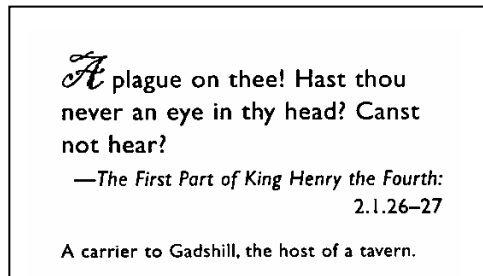 A plague on thee! Hast thou
never an eye in thy head? Canst
not hear?
—The First Part of King Henry the Fourth:
2.1.26–27
A carrier to Gadshill, the host of a tavern.